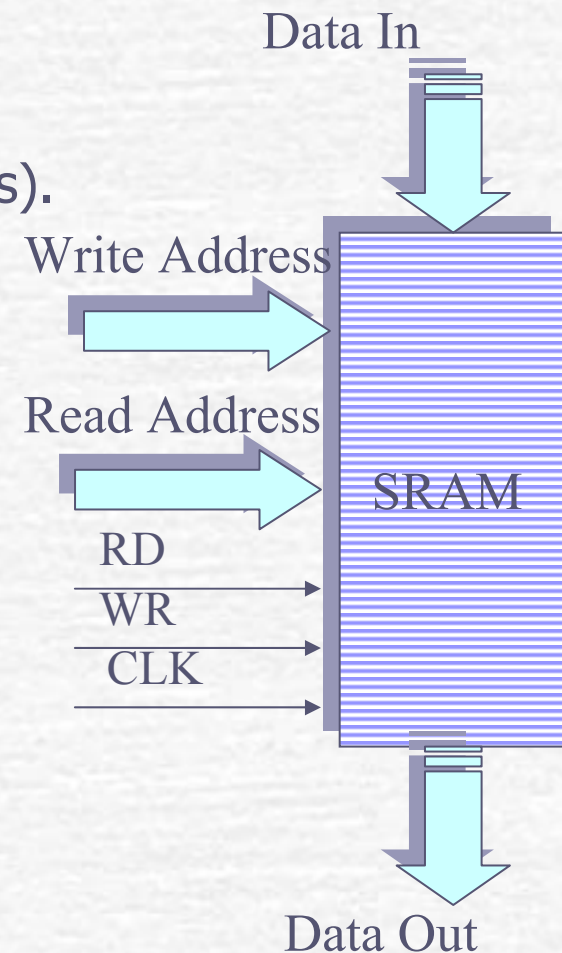 Data In
s).
Write Address
Read Address
SRAM
RD
WR
CLK
Data Out